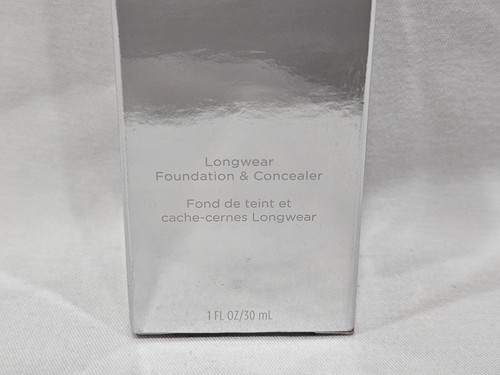 Longwear
Foundation & Concealer
Fond de teint et
cache-cernes Longwear
1 FL OZ/30 mL